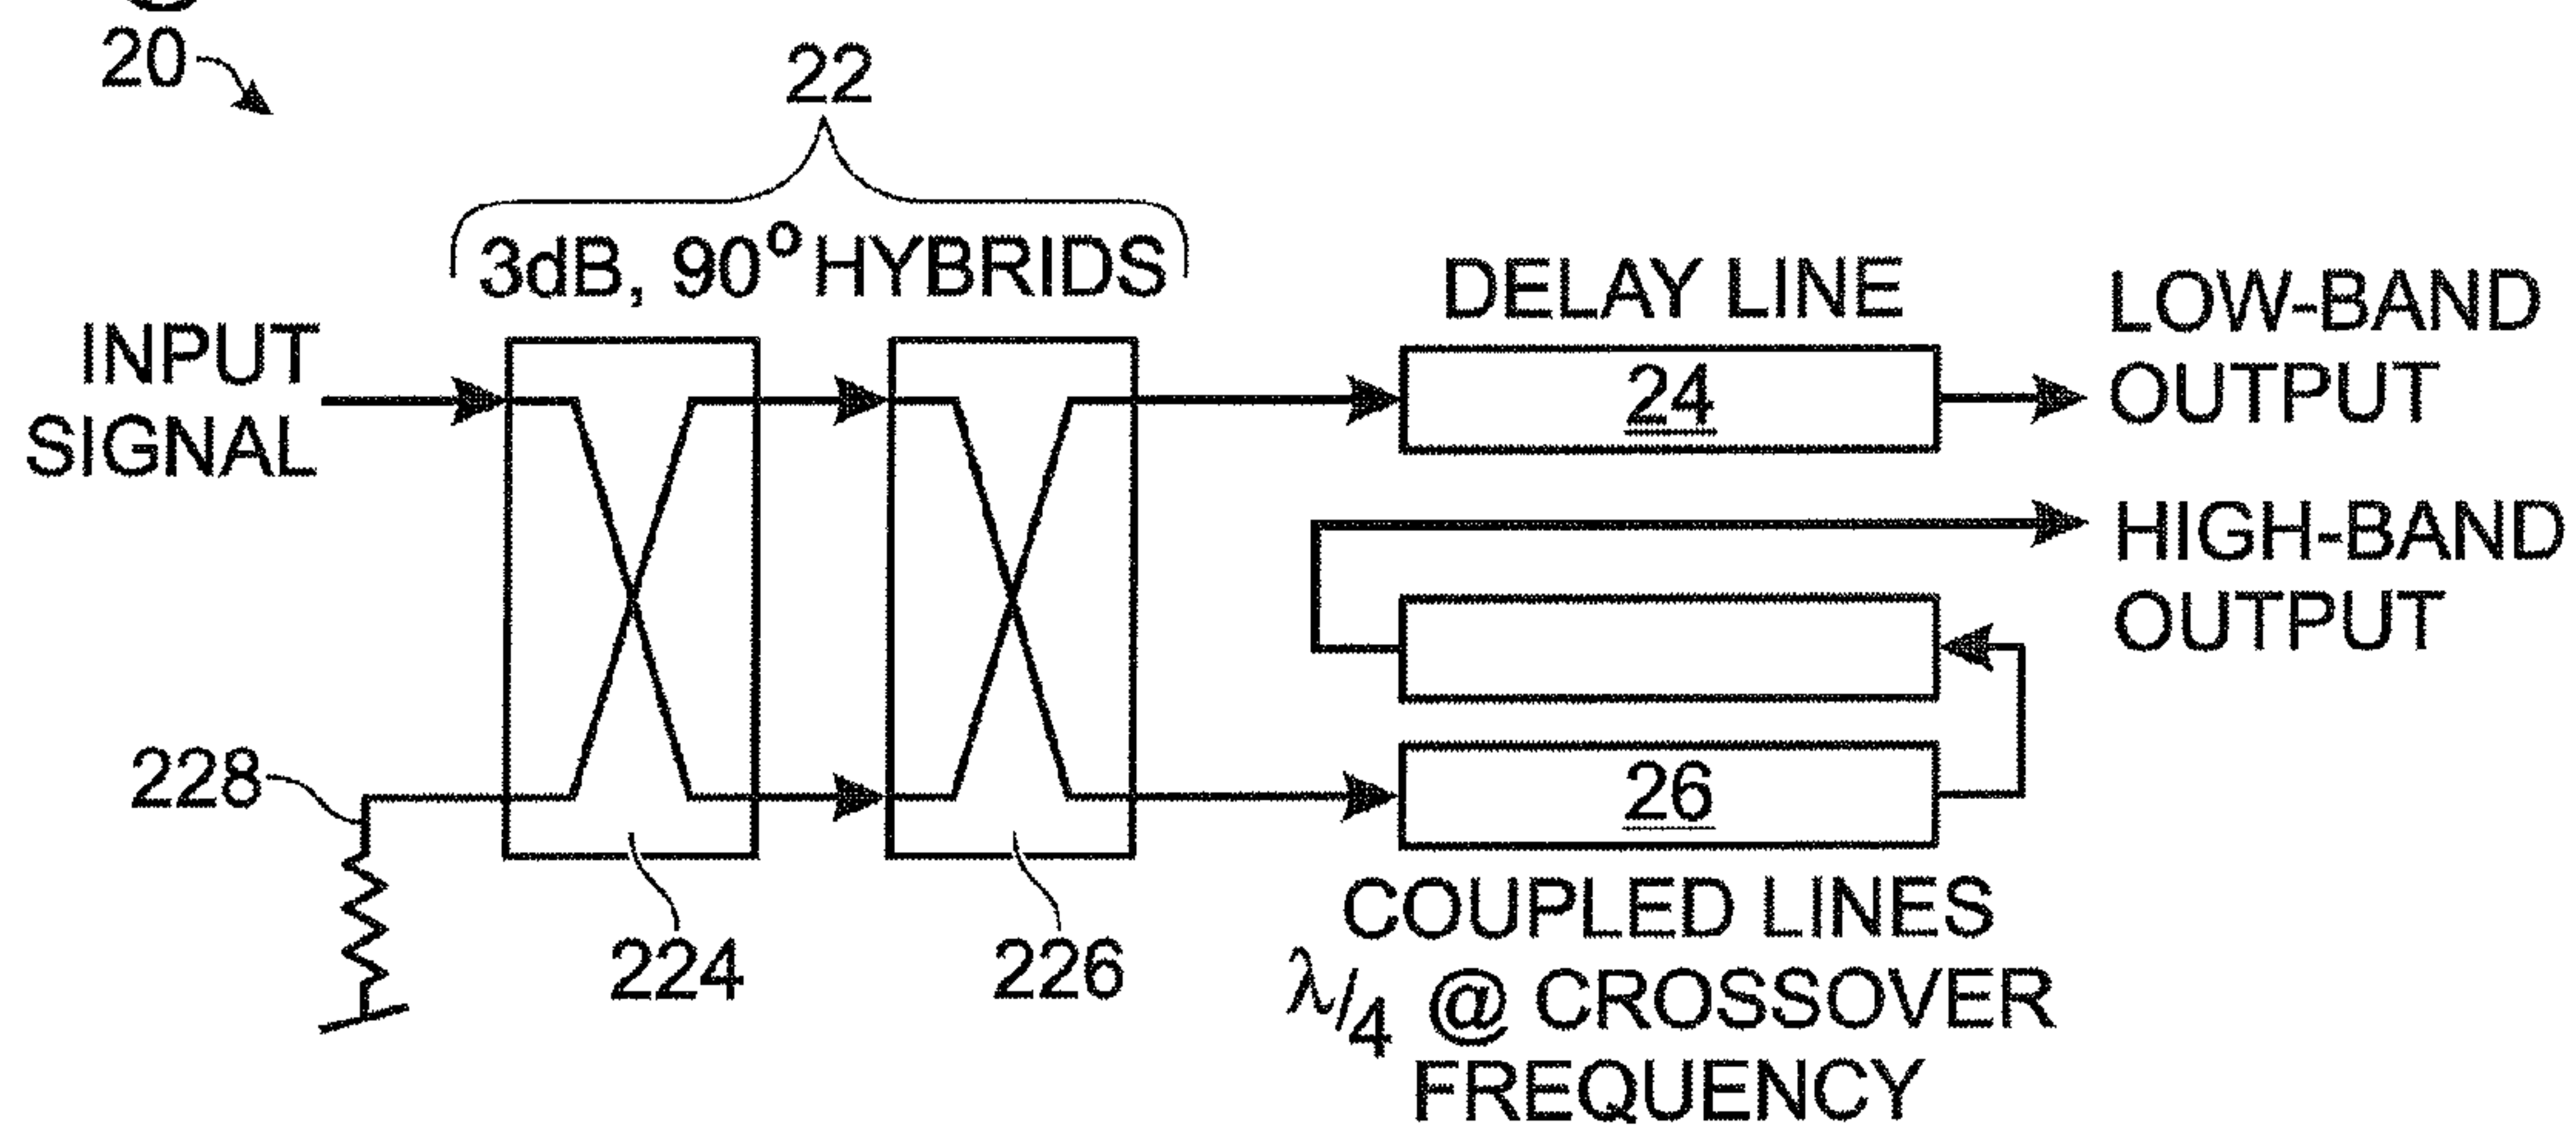 20
22
3dB, 90° HYBRIDS
INPUT
SIGNAL
DELAY LINE
24
LOW-BAND
OUTPUT
HIGH-BAND
OUTPUT
228
224
226
26
COUPLED LINES
λ/4 @ CROSSOVER
FREQUENCY